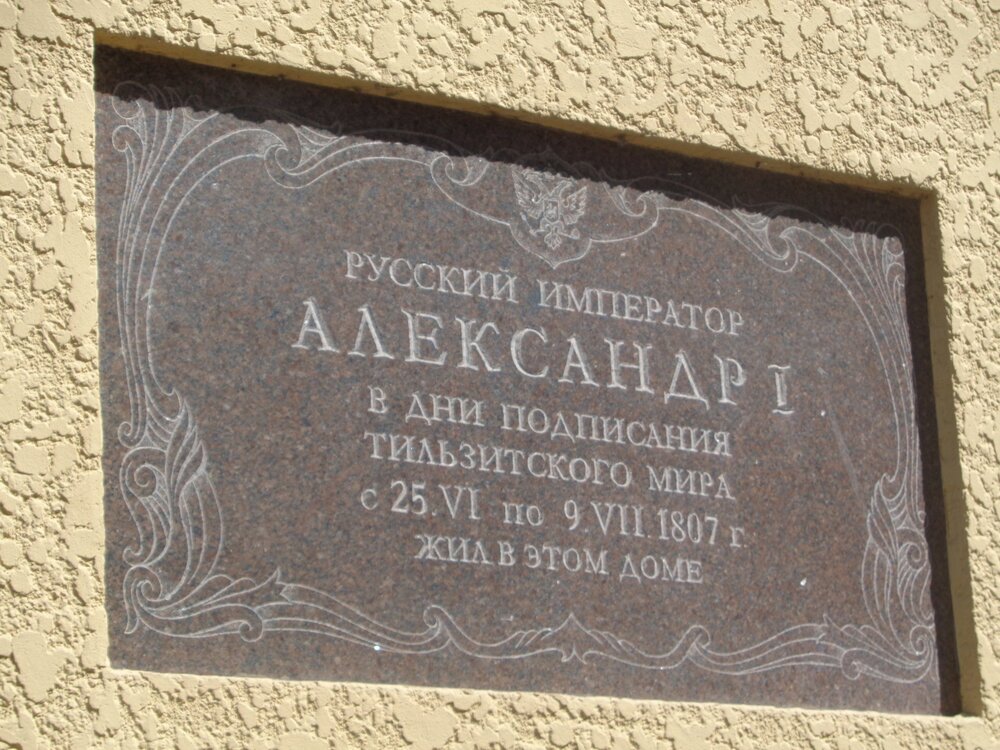 РУССКИЙ ИМПЕРАТОР
АЛЕКСАНДР I
В ДНИ ПОДПИСАНИЯ
ТИЛЬЗИТСКОГО МИРА
с 25.VI по 9.VII.1807 г.
ЖИЛ В ЭТОМ ДОМЕ